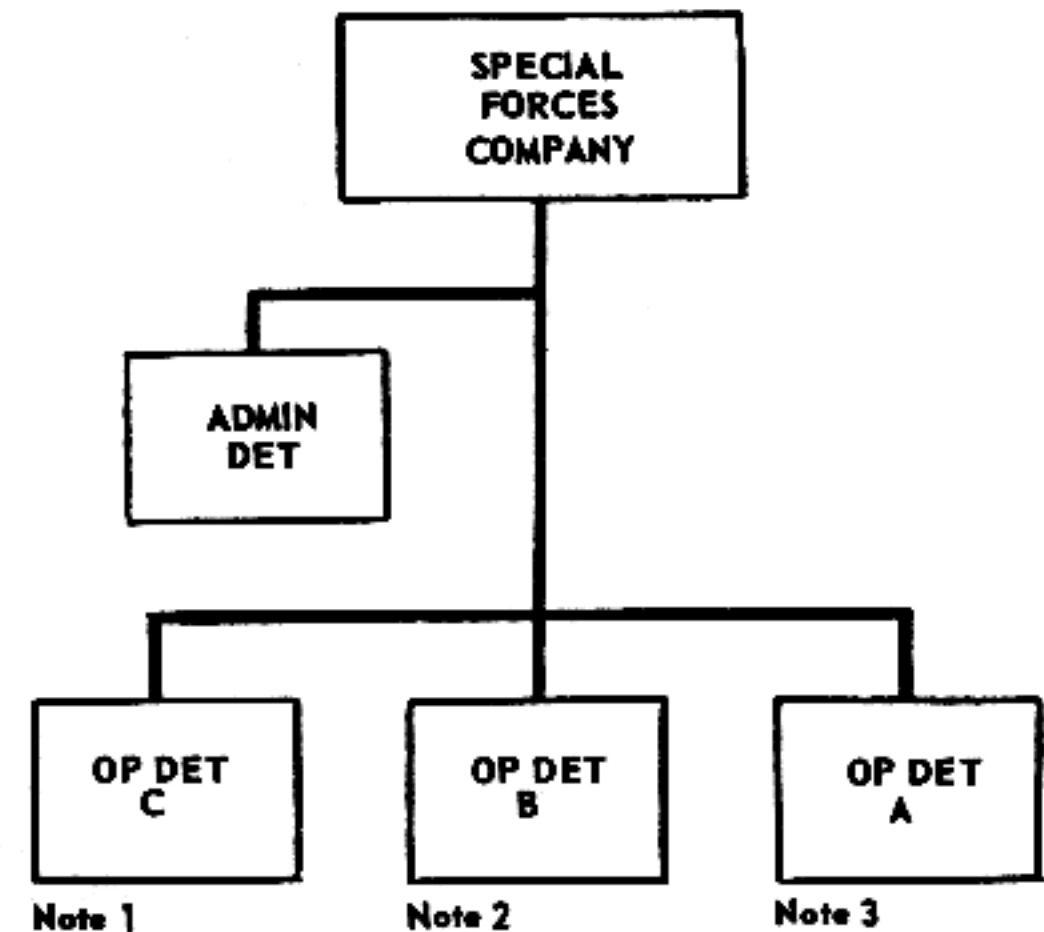 SPECIAL
FORCES
COMPANY
ADMIN
DET
OP DET
C
OP DET
B
OP DET
A
Note 1
Note 2
Note 3